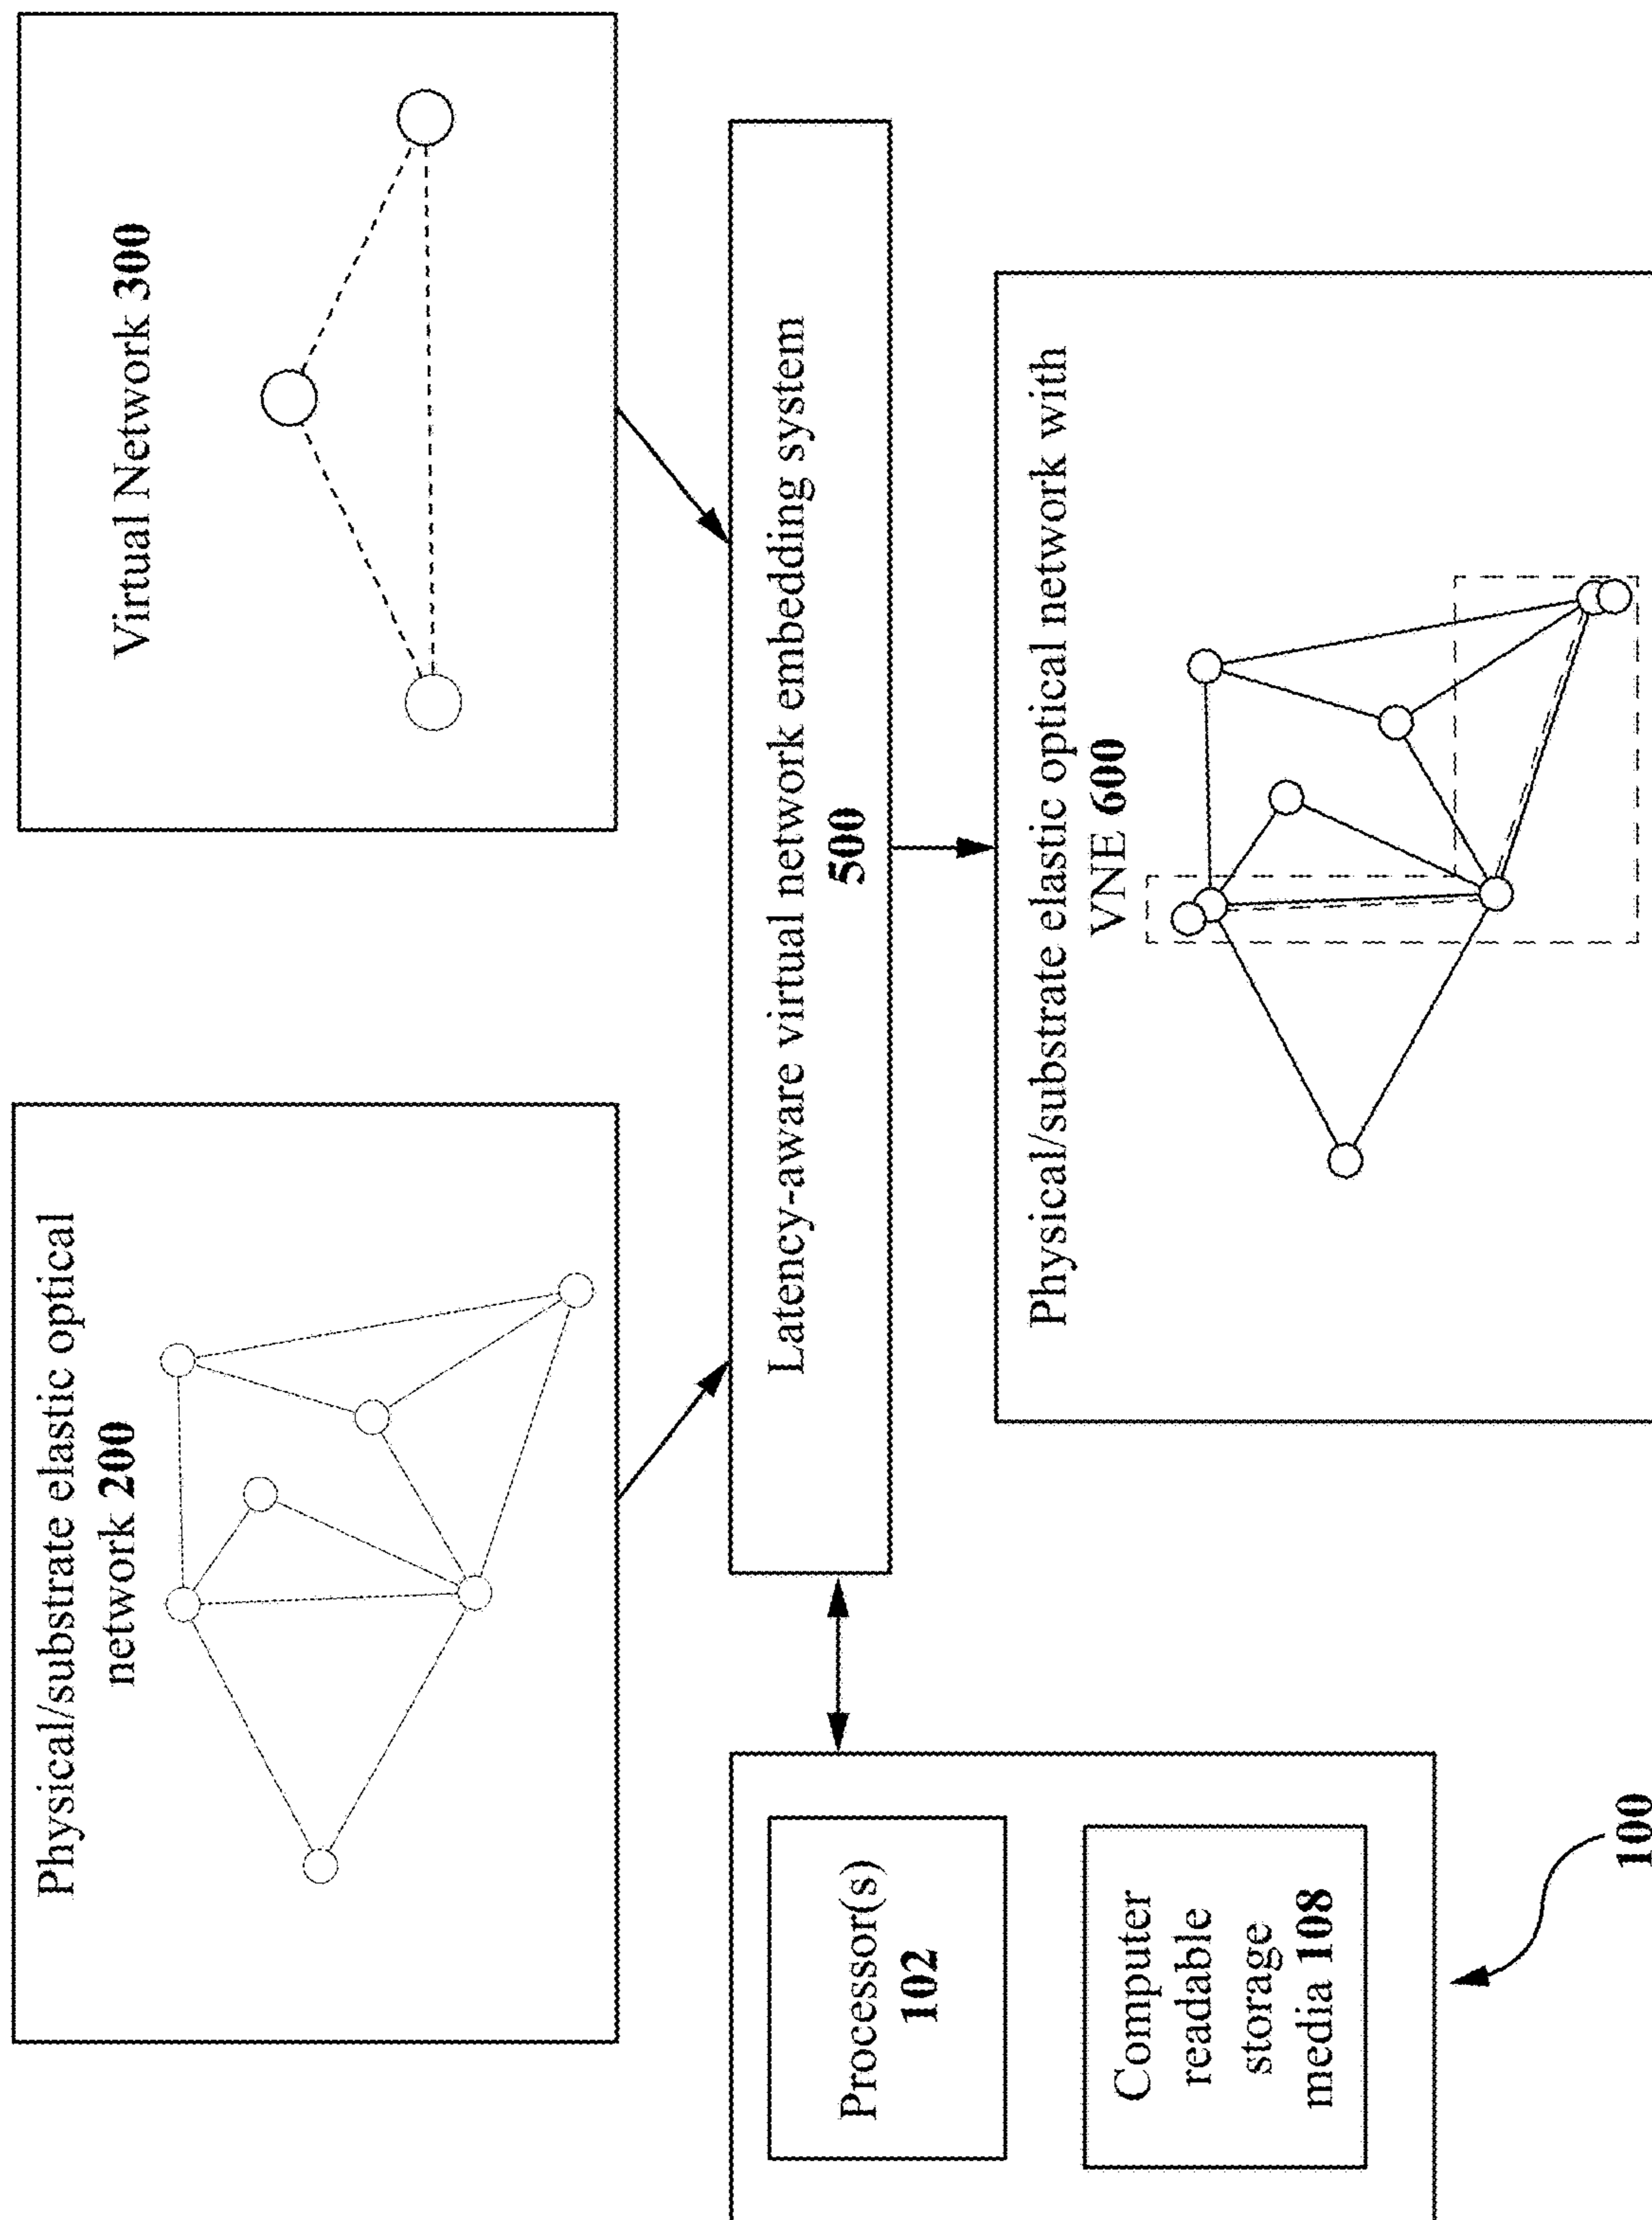 Physical/substrate elastic optical
network 200
Virtual Network 300
Latency-aware virtual network embedding system
500
Processor(s)
102
Computer
readable
storage
media 108
100
Physical/substrate elastic optical network with
VNE 600